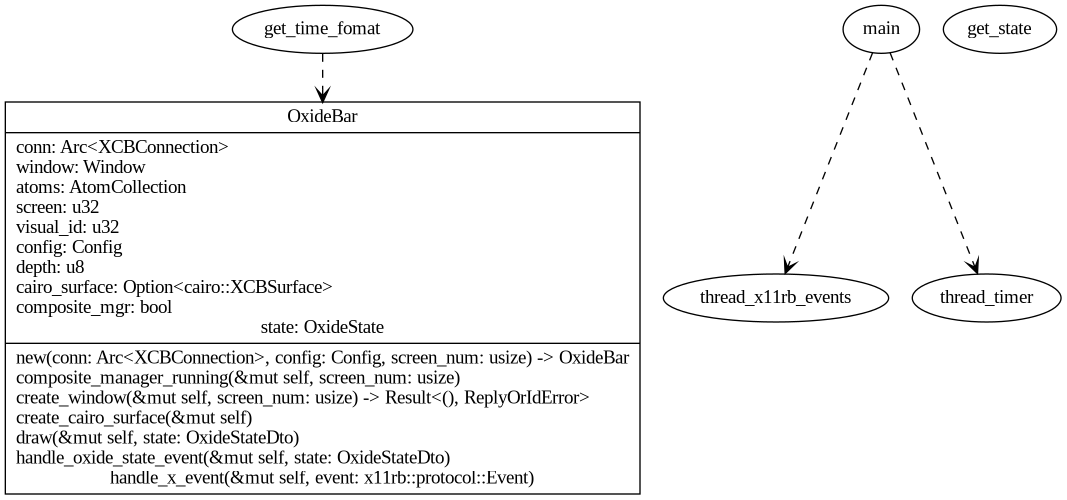 get_time_fomat
main
get_state
OxideBar
conn: Arc<XCBConnection>
window: Window
atoms: AtomCollection
screen: u32
visual_id: u32
config: Config
depth: u8
cairo_surface: Option<cairo::XCBSurface>
composite_mgr: bool
state: OxideState
thread_x11rb_events
thread_timer
new(conn: Arc<XCBConnection>, config: Config, screen_num: usize) -> OxideBar
composite_manager_running(&mut self, screen_num: usize)
create_window(&mut self, screen_num: usize) -> Result<(), ReplyOrIdError>
create_cairo_surface(&mut self)
draw(&mut self, state: OxideStateDto)
handle_oxide_state_event(&mut self, state: OxideStateDto)
handle_x_event(&mut self, event: x11rb::protocol::Event)